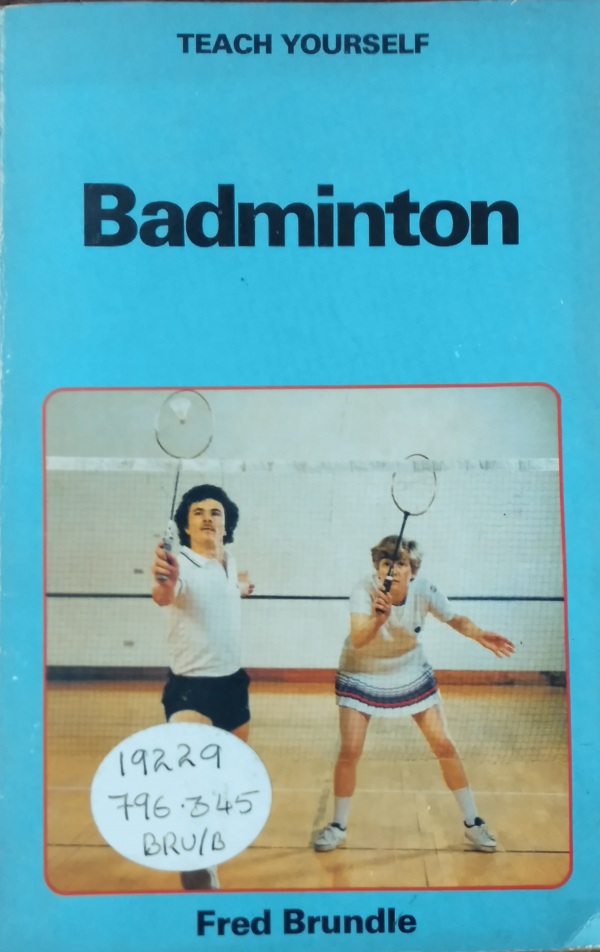 TEACH YOURSELF
Badminton
19229
796.345
BRU/B
Fred Brundle